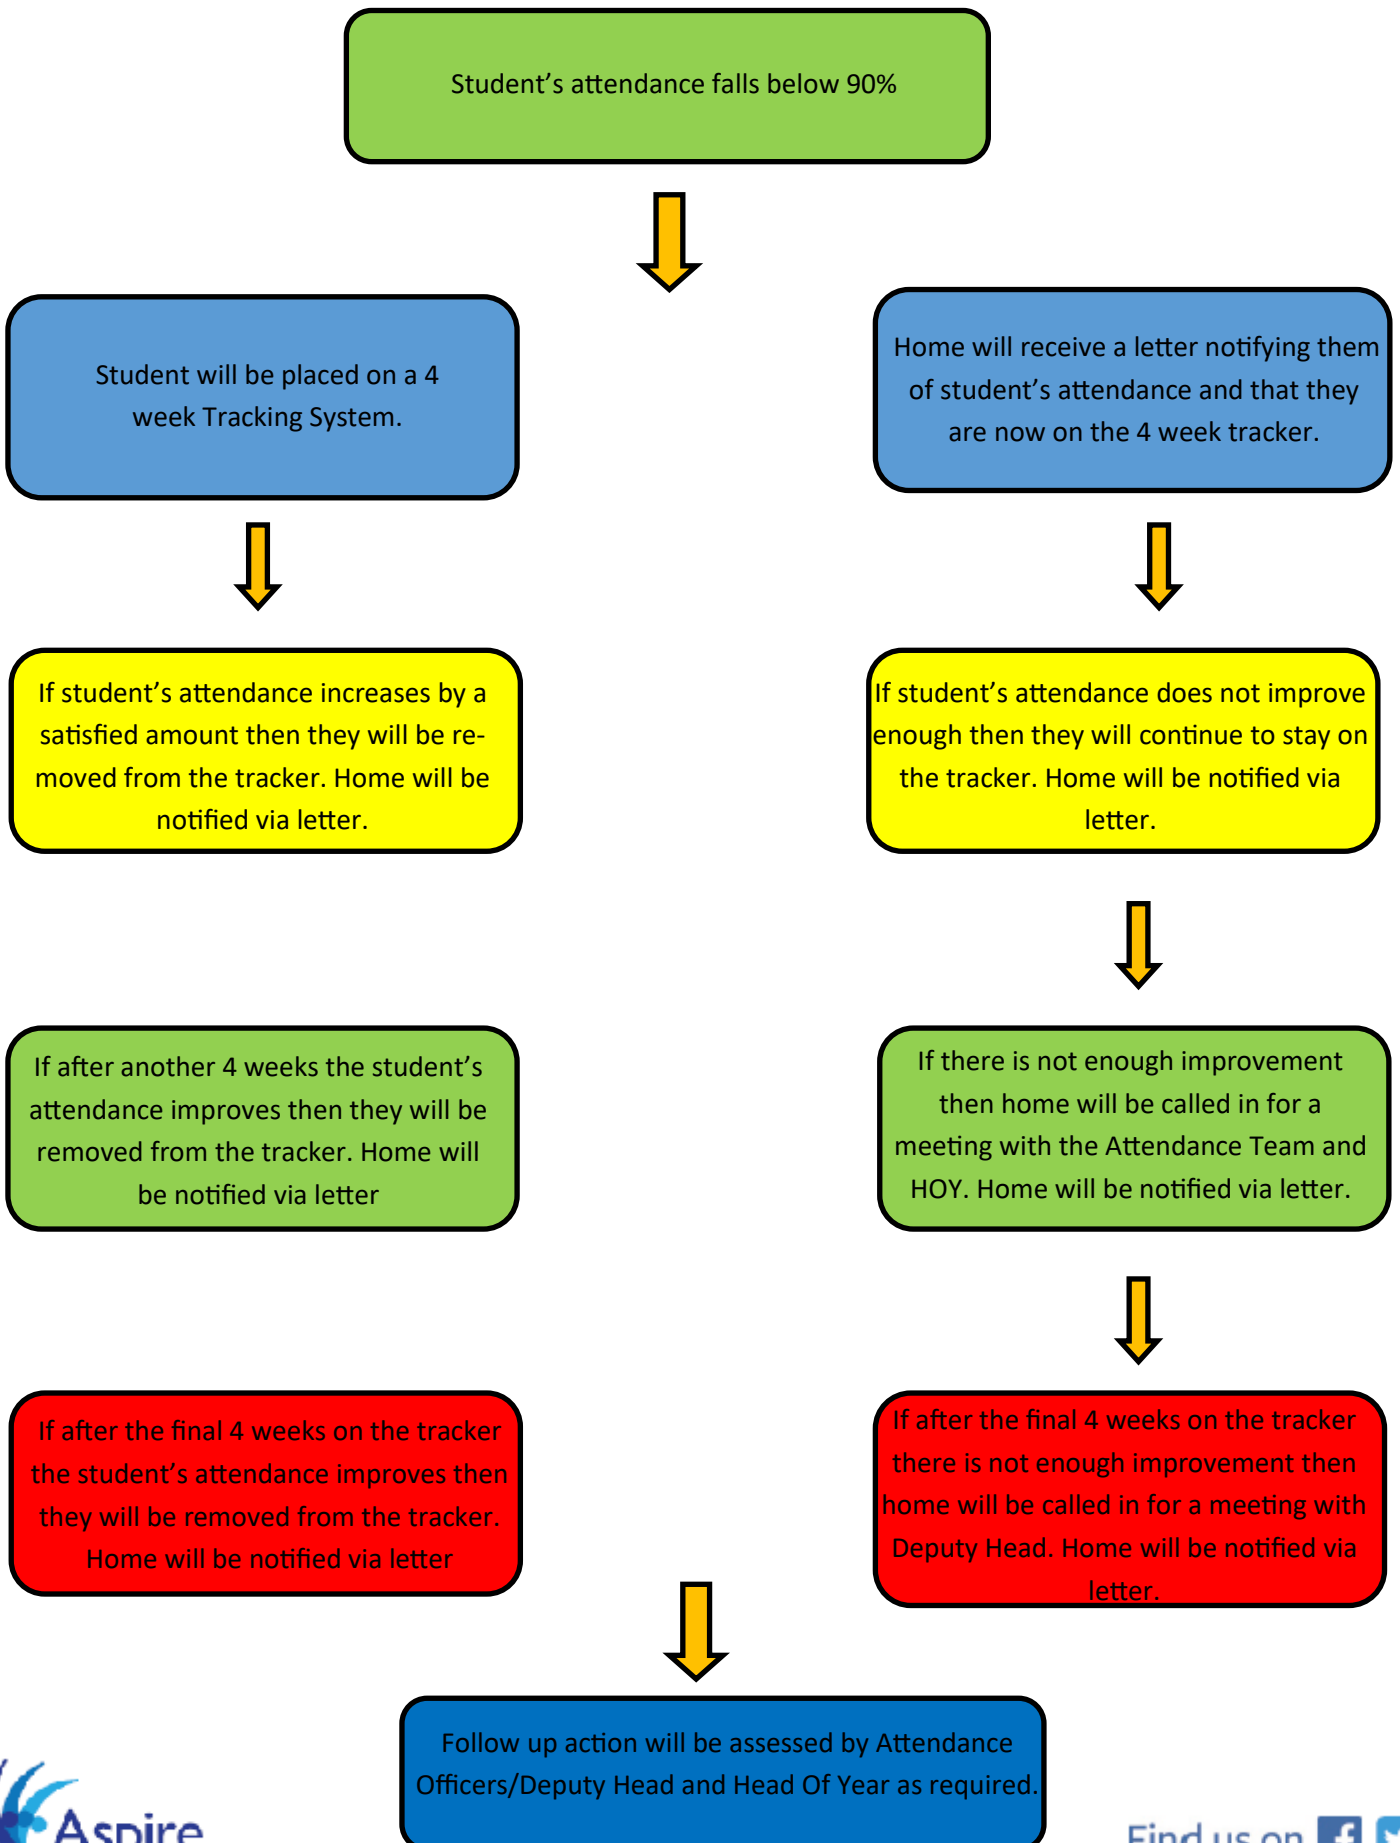 Student’s attendance falls below 90%
Student will be placed on a 4
week Tracking System.
Home will receive a letter notifying them
of student’s attendance and that they
are now on the 4 week tracker.
If student’s attendance increases by a
satisfied amount then they will be re-
moved from the tracker. Home will be
notified via letter.
If student’s attendance does not improve
enough then they will continue to stay on
the tracker. Home will be notified via
letter.
If after another 4 weeks the student’s
attendance improves then they will be
removed from the tracker. Home will
be notified via letter
If there is not enough improvement
then home will be called in for a
meeting with the Attendance Team and
HOY. Home will be notified via letter.
If after the final 4 weeks on the tracker
the student’s attendance improves then
they will be removed from the tracker.
Home will be notified via letter
If after the final 4 weeks on the tracker
there is not enough improvement then
home will be called in for a meeting with
Deputy Head. Home will be notified via
letter.
Follow up action will be assessed by Attendance
Officers/Deputy Head and Head Of Year as required.
Aspire
Find us on